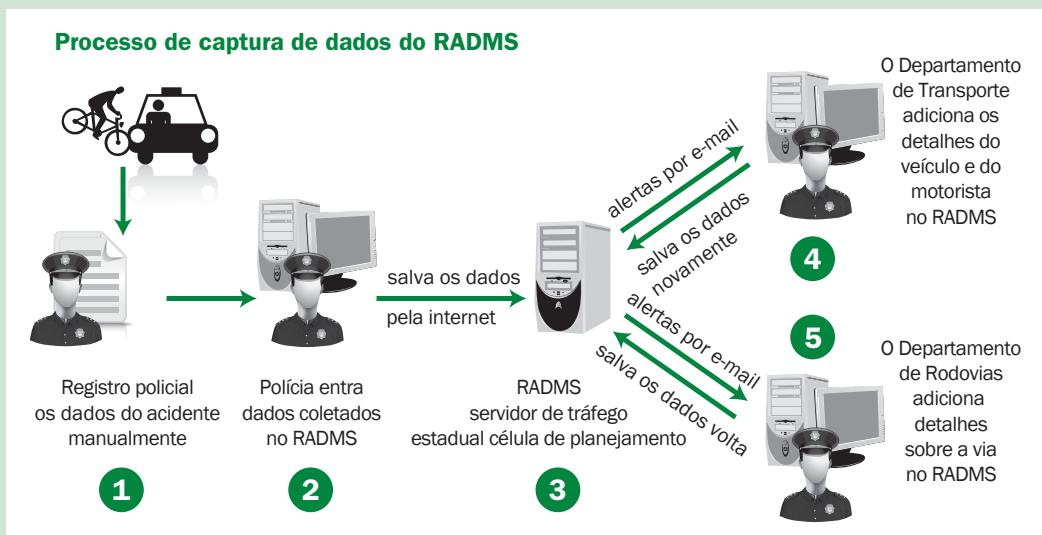 Processo de captura de dados do RADMS
Registro policial
os dados do acidente
manualmente
1
Polícia entra
dados coletados
no RADMS
2
salva os dados
pela internet
RADMS
servidor de tráfego
estadual célula de planejamento
3
alertas por e-mail
salva os dados
novamente
O Departamento
de Transporte
adiciona os
detalhes do
veículo e do
motorista
no RADMS
4
alertas por e-mail
salva os dados volta
5
O Departamento
de Rodovias
adiciona
detalhes
sobre a via
no RADMS